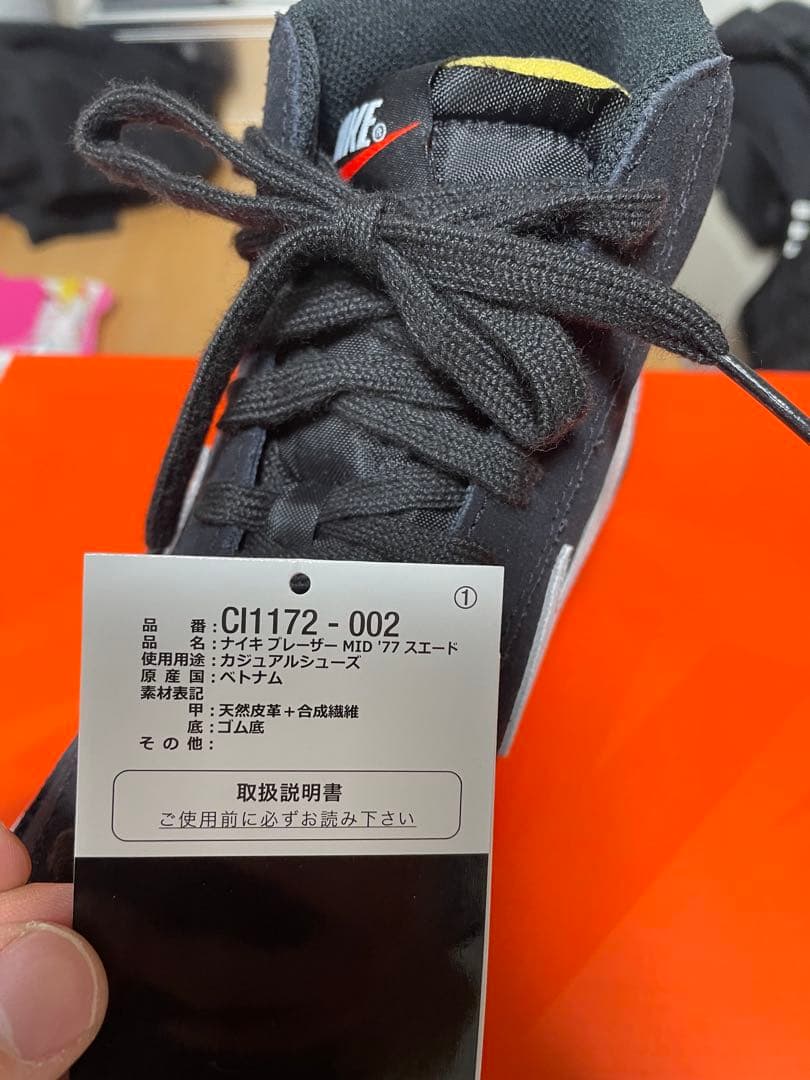 NIKE®
①
品番:CI1172 - 002
品名:ナイキ ブレーザー MID '77 スエード
使用用途:カジュアルシューズ
原産国:ベトナム
素材表記
甲:天然皮革+合成繊維
底:ゴム底
その他:
取扱説明書
ご使用前に必ずお読み下さい